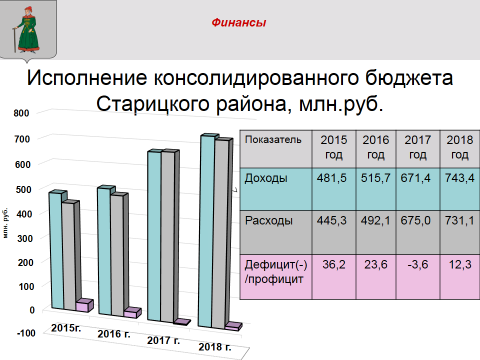 Финансы
Исполнение консолидированного бюджета
Старицкого района, млн.руб.
800
700
600
500
400
300
200
100
0
-100
млн. руб.
2015г.
2016 г.
2017 г.
2018 г.
Показатель 2015 год 2016 год 2017 год 2018 год
Доходы 481,5 515,7 671,4 743,4
Расходы 445,3 492,1 675,0 731,1
Дефицит(-) /профицит 36,2 23,6 -3,6 12,3